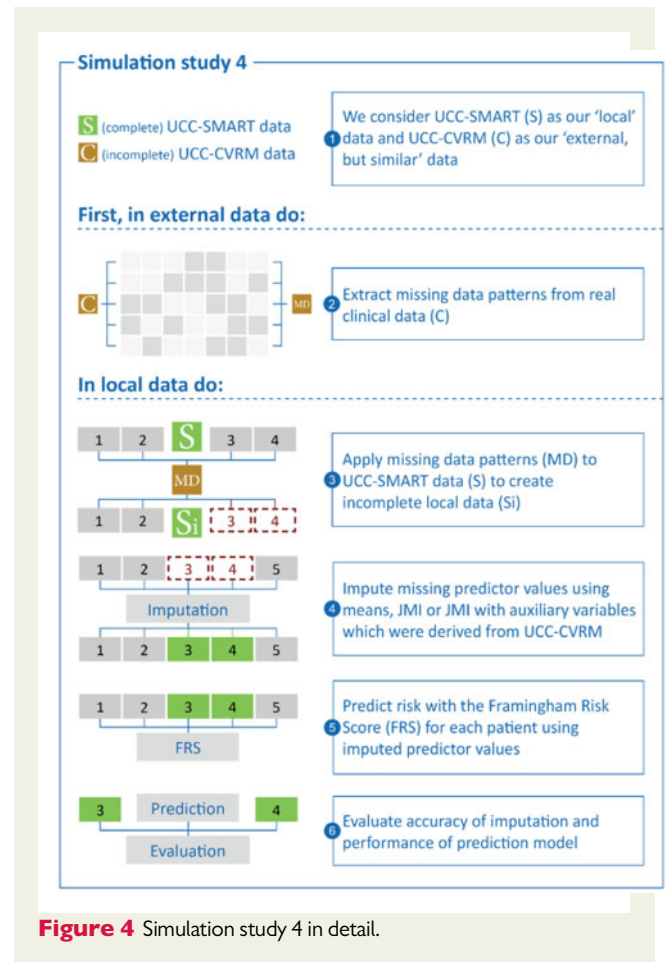 Simulation study 4
S (complete) UCC-SMART data
C (incomplete) UCC-CVRM data
1 We consider UCC-SMART (S) as our 'local'
data and UCC-CVRM (C) as our 'external,
but similar' data
First, in external data do:
C MD
2 Extract missing data patterns from real
clinical data (C)
In local data do:
1 2 S 3 4
MD
1 2 Si 3 4
3 Apply missing data patterns (MD) to
UCC-SMART data (S) to create
incomplete local data (Si)
1 2 3 4 5
Imputation
1 2 3 4 5
4 Impute missing predictor values using
means, JMI or JMI with auxiliary variables
which were derived from UCC-CVRM
1 2 3 4 5
FRS
5 Predict risk with the Framingham Risk
Score (FRS) for each patient using
imputed predictor values
3 Prediction 4
Evaluation
6 Evaluate accuracy of imputation and
performance of prediction model
Figure 4 Simulation study 4 in detail.